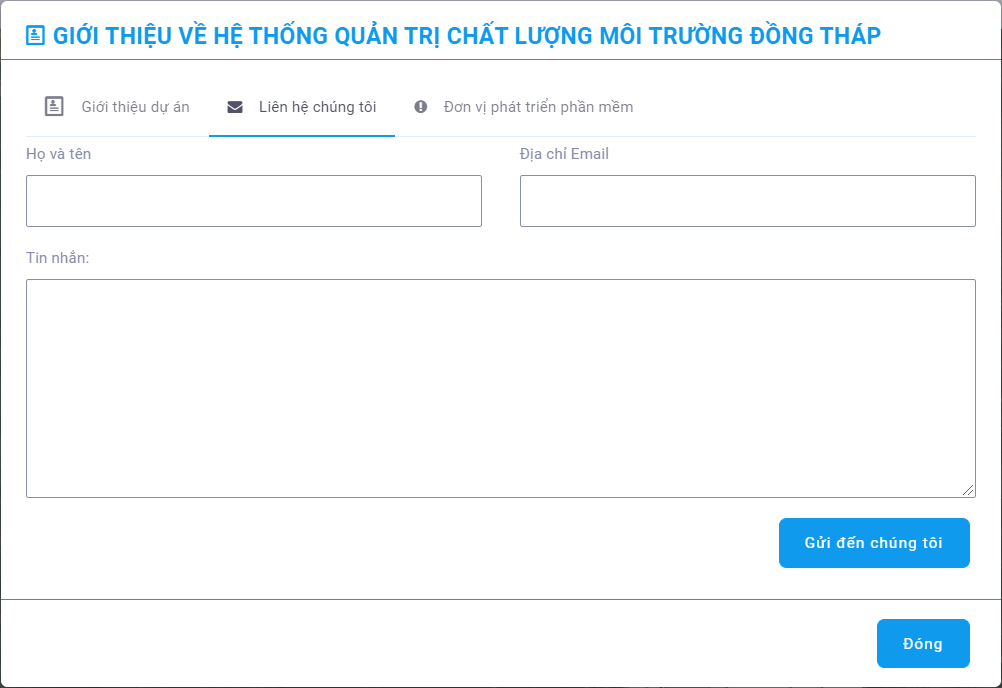 GIỚI THIỆU VỀ HỆ THỐNG QUẢN TRỊ CHẤT LƯỢNG MÔI TRƯỜNG ĐỒNG THÁP
Giới thiệu dự án Liên hệ chúng tôi Đơn vị phát triển phần mềm
Họ và tên Địa chỉ Email
Tin nhắn:
Gửi đến chúng tôi
Đóng